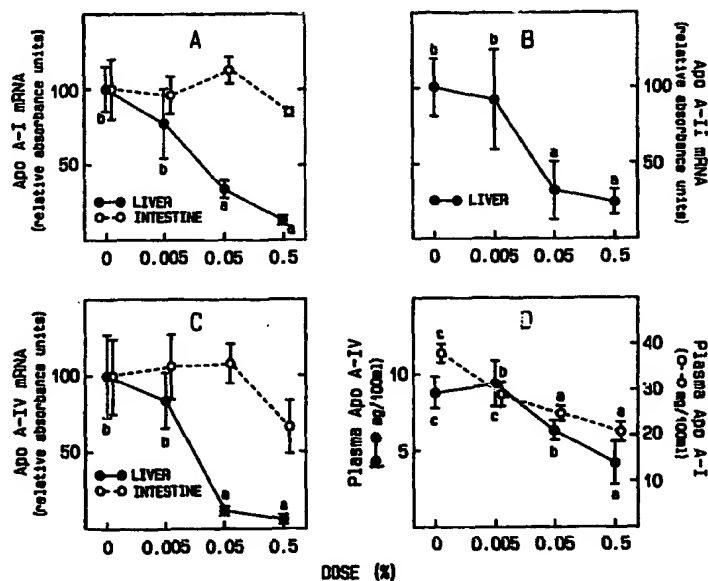 A
Apo A-I mRNA
(relative absorbance units)
100
50
b
b
a
a
LIVER
INTESTINE
0 0.005 0.05 0.5
B
Apo A-II mRNA
(relative absorbance units)
100
50
b
b
a
a
LIVER
0 0.005 0.05 0.5
C
Apo A-IV mRNA
(relative absorbance units)
100
50
b
b
a
a
LIVER
INTESTINE
0 0.005 0.05 0.5
D
Plasma Apo A-IV
mg/100ml)
10
5
Plasma Apo A-I
(o-o mg/100ml)
40
30
20
10
c
b
a
a
c
c
b
a
0 0.005 0.05 0.5
DOSE (%)